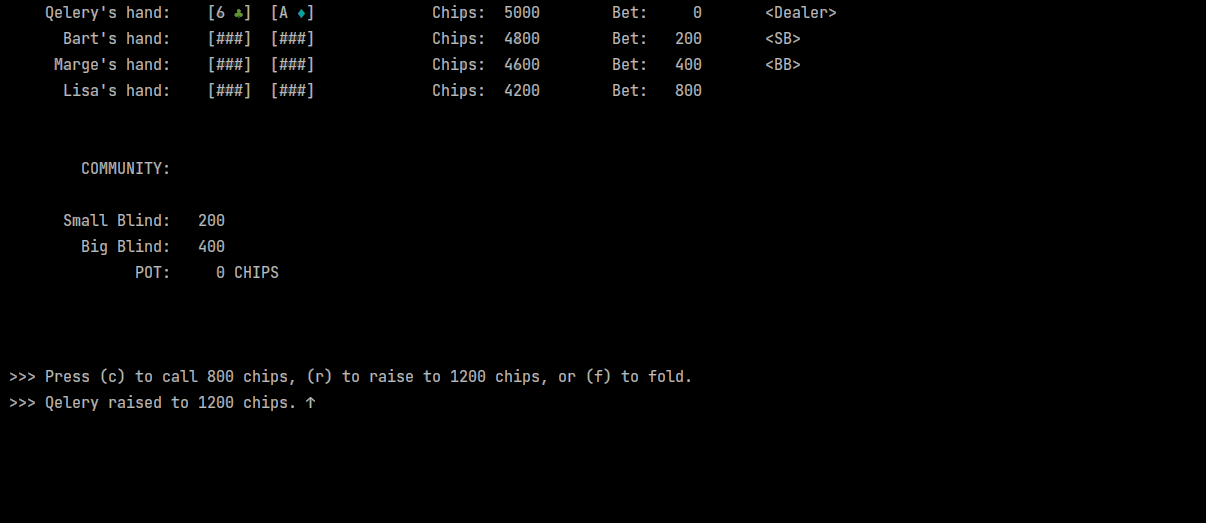 Qelery's hand: [6 ♣] [A ♦] Chips: 5000 Bet: 0 <Dealer>
Bart's hand: [###] [###] Chips: 4800 Bet: 200 <SB>
Marge's hand: [###] [###] Chips: 4600 Bet: 400 <BB>
Lisa's hand: [###] [###] Chips: 4200 Bet: 800
COMMUNITY:
Small Blind: 200
Big Blind: 400
POT: 0 CHIPS
>>> Press (c) to call 800 chips, (r) to raise to 1200 chips, or (f) to fold.
>>> Qelery raised to 1200 chips. ↑